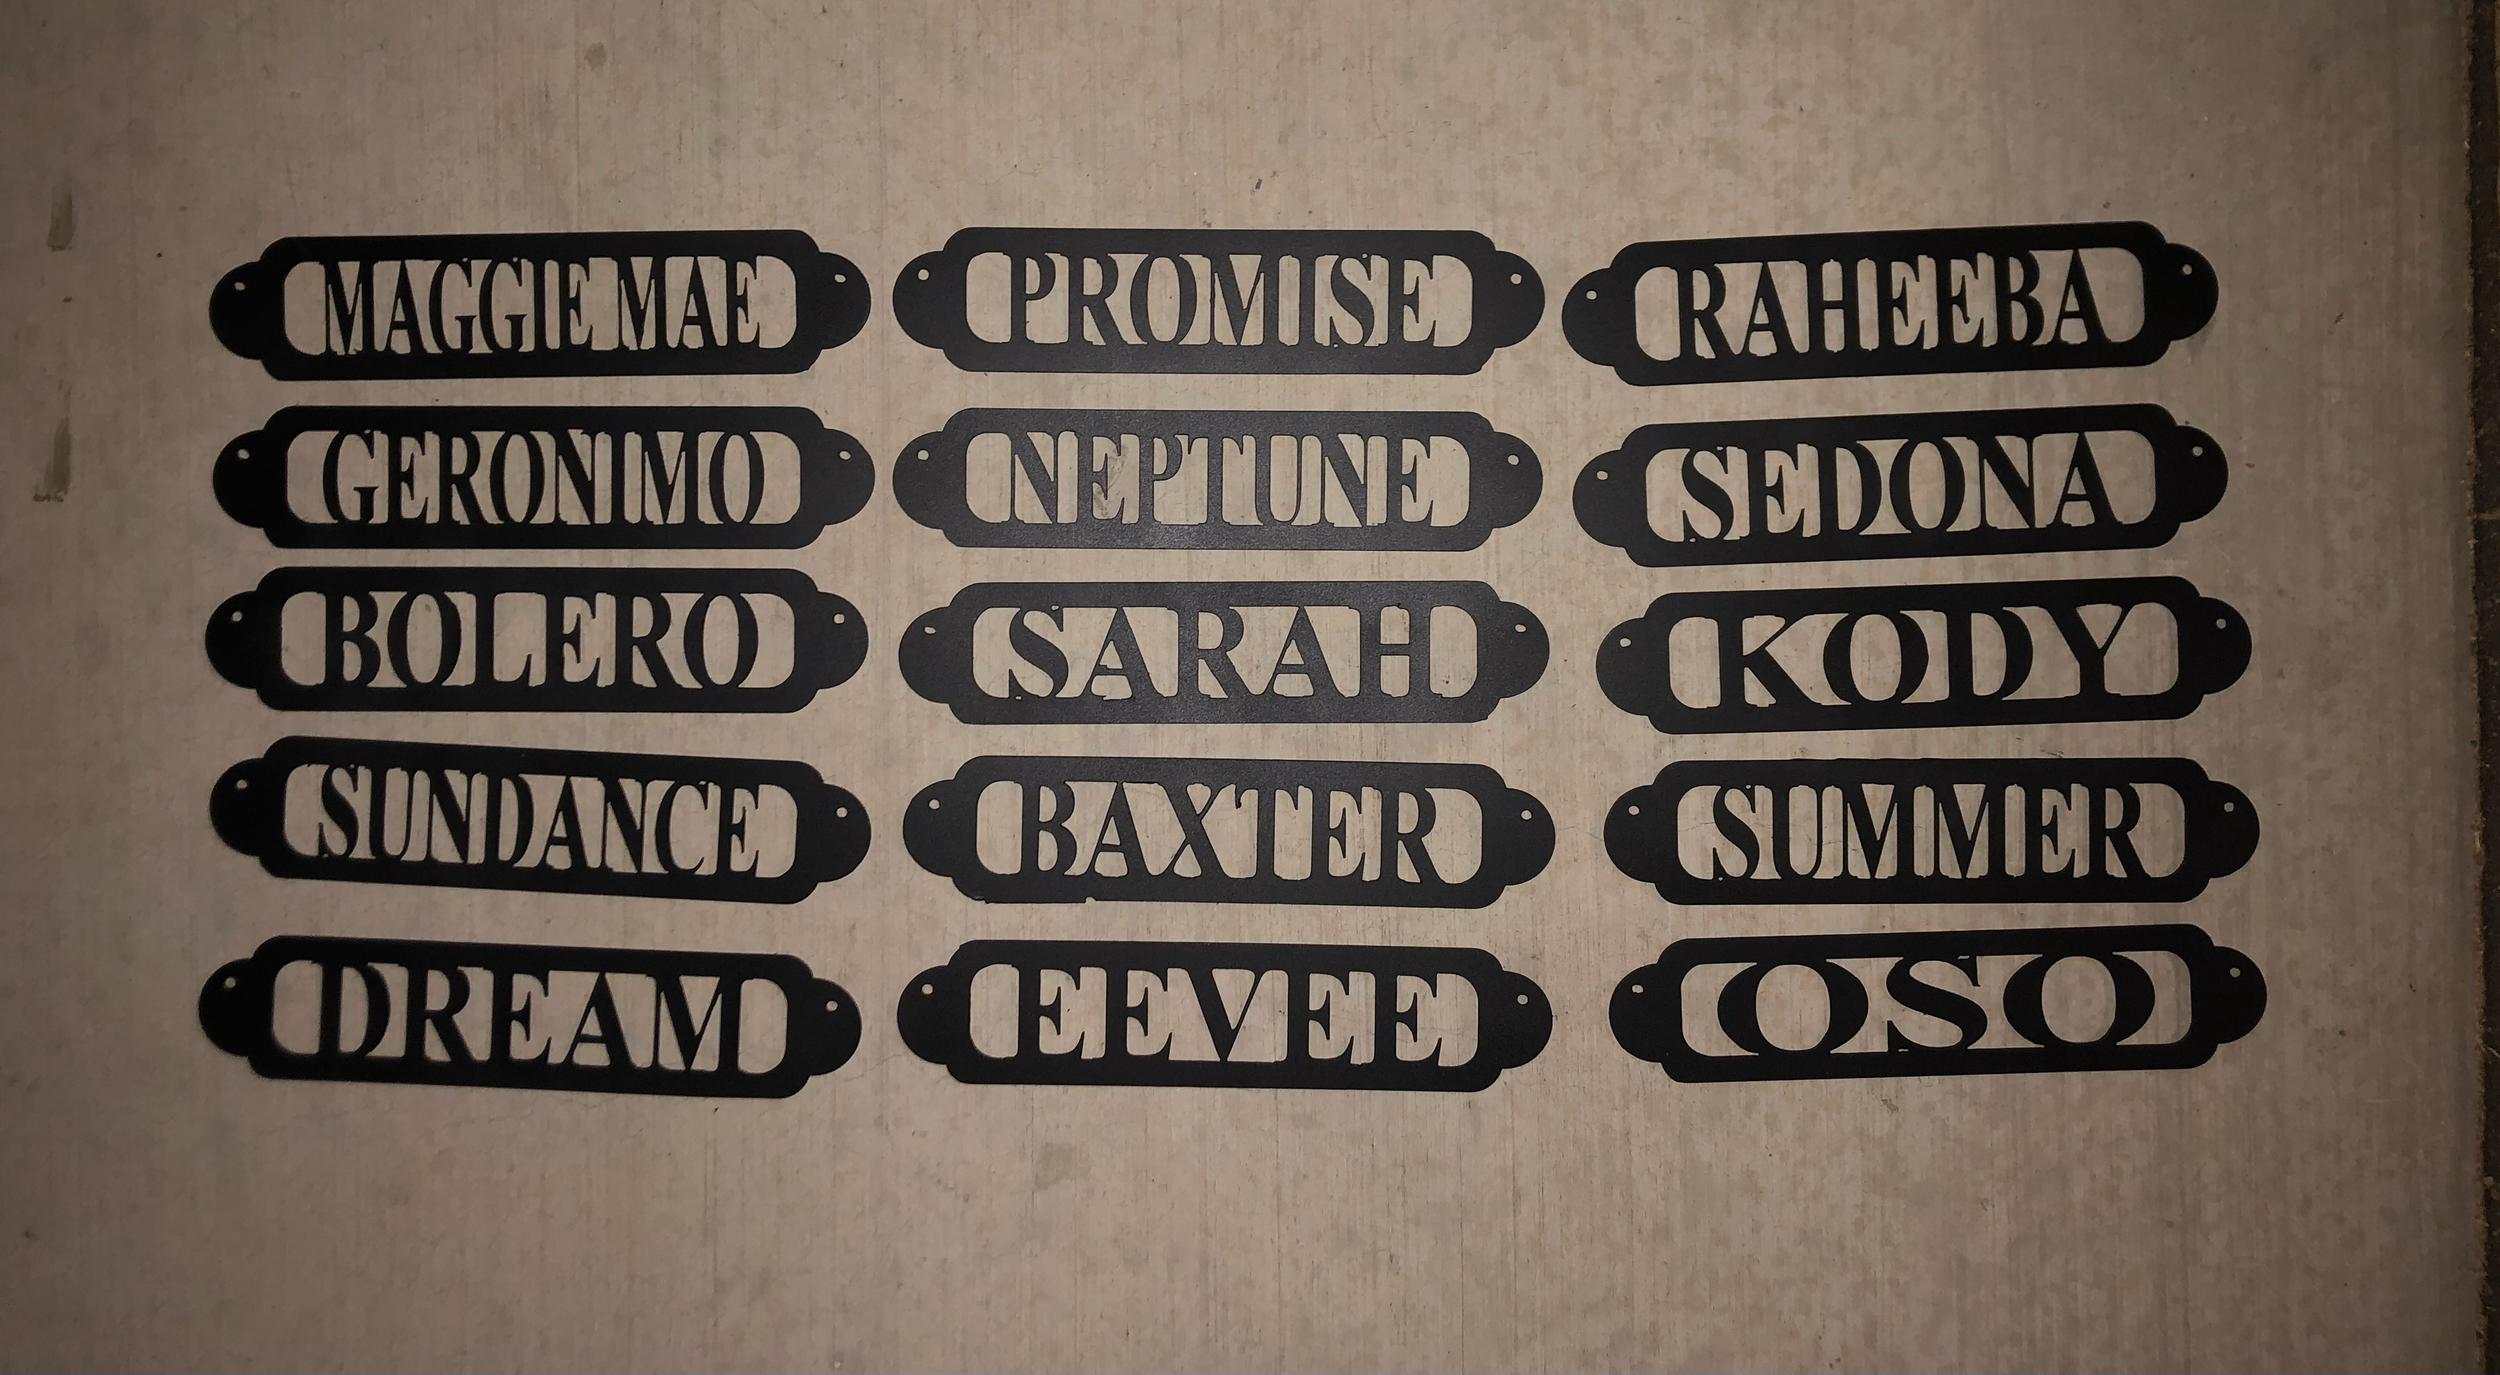 MAGGIE MAE
PROMISE
RAHEEBA
GERONIMO
NEPTUNE
SEDONA
BOLERO
SARAH
KODY
SUNDANCE
BAXTER
SUMMER
DREAM
EEVEE
OSO